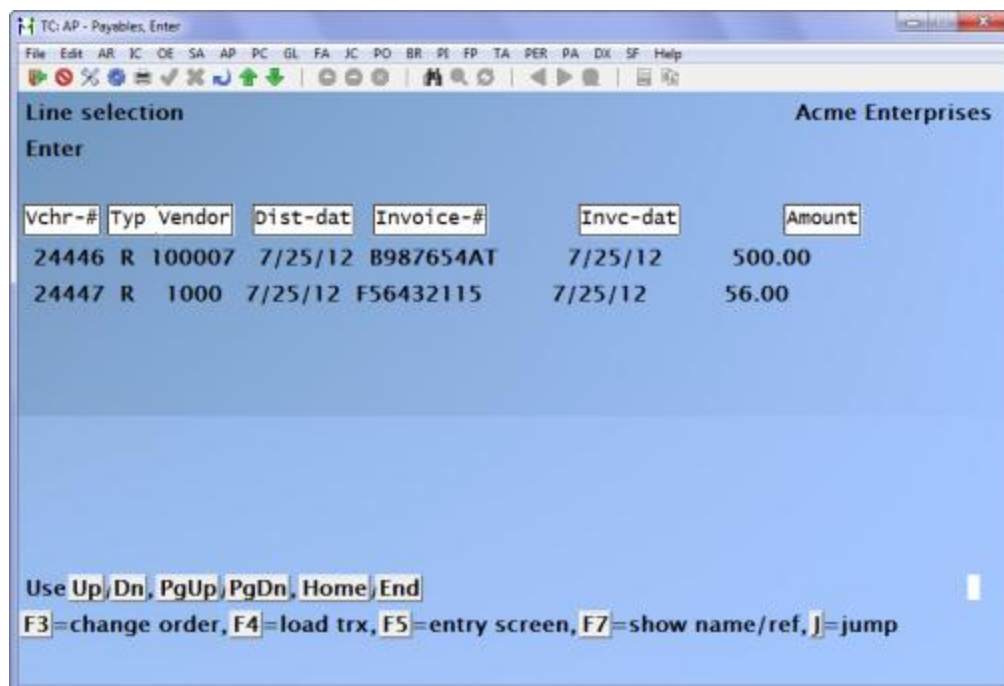 TC: AP - Payables, Enter
File Edit AR IC OE SA AP PC GL FA JC PO BR PI FP TA PER PA DX SF Help
Line selection Acme Enterprises
Enter
Vchr-# Typ Vendor Dist-dat Invoice-# Invc-dat Amount
24446 R 100007 7/25/12 B987654AT 7/25/12 500.00
24447 R 1000 7/25/12 F56432115 7/25/12 56.00
Use Up/Dn, PgUp/PgDn, Home/End
F3=change order, F4=load trx, F5=entry screen, F7=show name/ref, J=jump